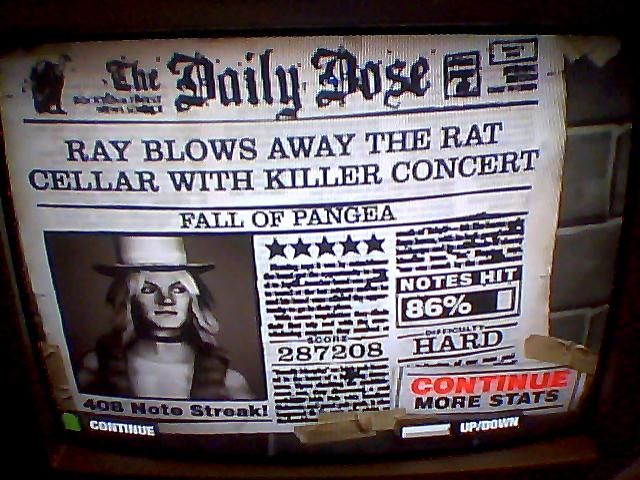 The Daily Dose
RAY BLOWS AWAY THE RAT
CELLAR WITH KILLER CONCERT
FALL OF PANGEA
NOTES HIT
86%
SCORE
287208
DIFFICULTY
HARD
408 Note Streak!
CONTINUE
MORE STATS
CONTINUE
UP/DOWN